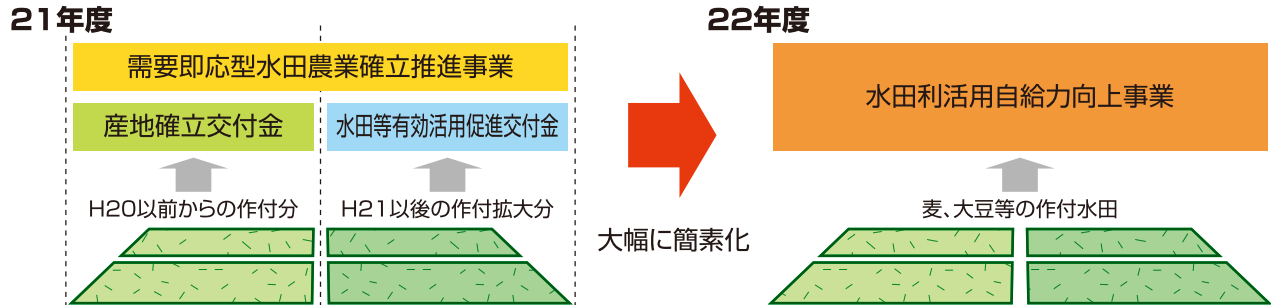 21年度
需要即応型水田農業確立推進事業
産地確立交付金
水田等有効活用促進交付金
H20以前からの作付分
H21以後の作付拡大分
大幅に簡素化
22年度
水田利活用自給力向上事業
麦、大豆等の作付水田